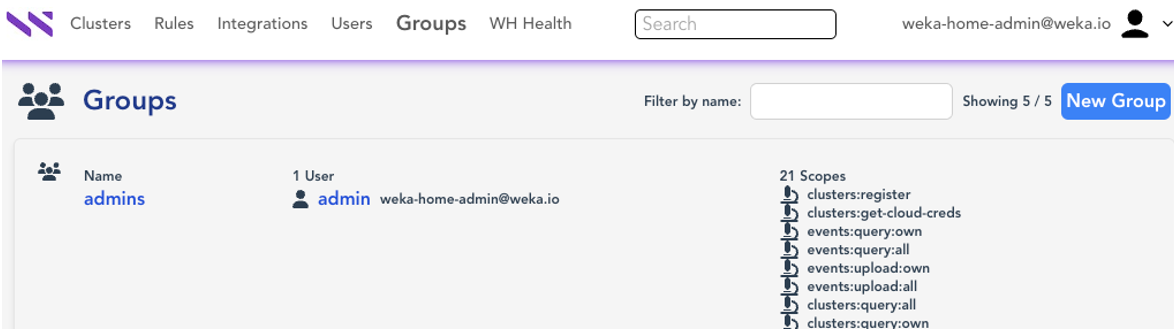 Clusters Rules Integrations Users Groups WH Health Search weka-home-admin@weka.io
Groups Filter by name: Showing 5 / 5 New Group
Name 1 User 21 Scopes
admins admin weka-home-admin@weka.io clusters:register
clusters:get-cloud-creds
events:query:own
events:query:all
events:upload:own
events:upload:all
clusters:query:all
clusters:query:own